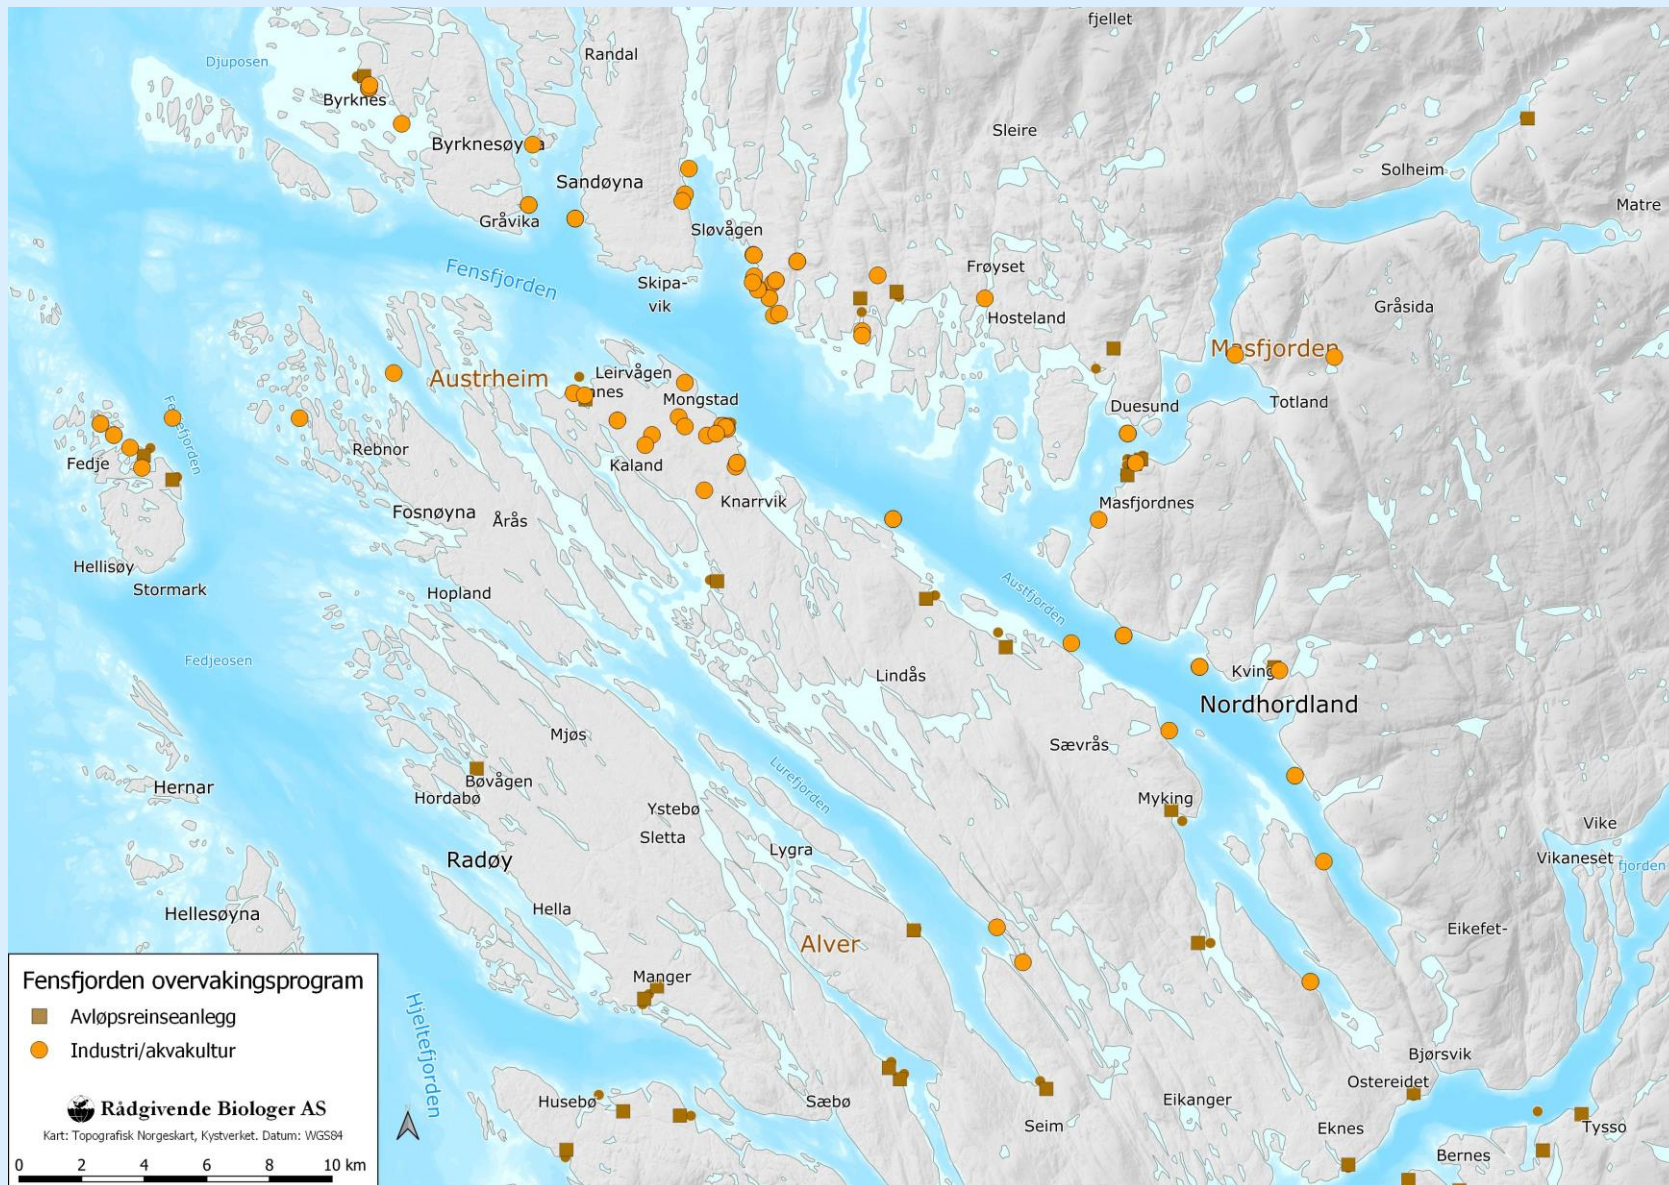 fjellet
Randal
Djuposen
Byrknes
Sleire
Solheim
Sandøyna
Matre
Gråvika
Sløvågen
Fensfjorden
Frøyset
Skipa-
vik
Gråsida
Hosteland
Masfjorden
Leirvågen
Austrheim
Mongstad
Totland
Duesund
Rebnor
Fedje
Kaland
Knarrvik
Masfjordnes
Fosnøyna
Årås
Hellisøy
Stormark
Hopland
Austfjorden
Fedjeosen
Lindås
Nordhordland
Mjøs
Sævrås
Lurefjorden
Bøvågen
Hernar
Hordabø
Myking
Ystebø
Sletta
Vike
Lygra
Radøy
Vikaneset
fjorden
Hella
Hellesøyna
Eikefet-
Alver
Manger
Hjeltefjorden
Bjørsvik
Ostereidet
Husebø
Sæbø
Eikanger
Seim
Eknes
Tysso
Bernes
Fensfjorden overvakingsprogram
Avløpsreinseanlegg
Industri/akvakultur
Rådgivende Biologer AS
Kart: Topografisk Norgeskart, Kystverket. Datum: WGS84
0 2 4 6 8 10 km